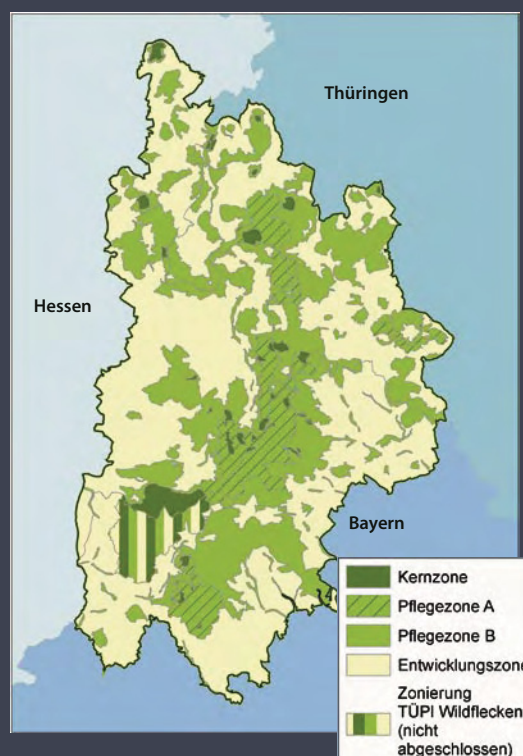 Thüringen
Hessen
Bayern
Kernzone
Pflegezone A
Pflegezone B
Entwicklungszone
Zonierung
TÜPl Wildflecken
(nicht
abgeschlossen)